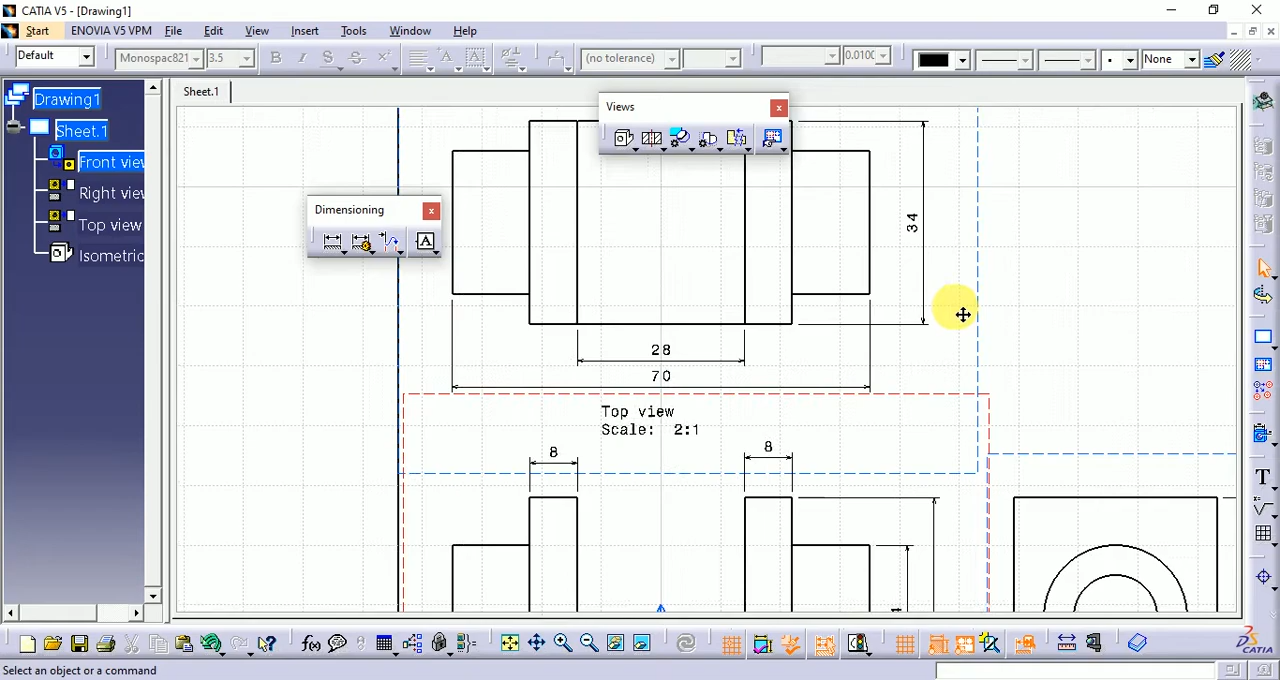 CATIA V5 - [Drawing1]
Start ENOVIA V5 VPM File Edit View Insert Tools Window Help
Default Monospac821 3.5 B I S S (no tolerance) 0.0100 None
Drawing1
Sheet.1
Front view
Right view
Top view
Isometric
Sheet.1
Views
Dimensioning
A
34
28
70
Top view
Scale: 2:1
8
8
T
f(x)
CATIA
Select an object or a command